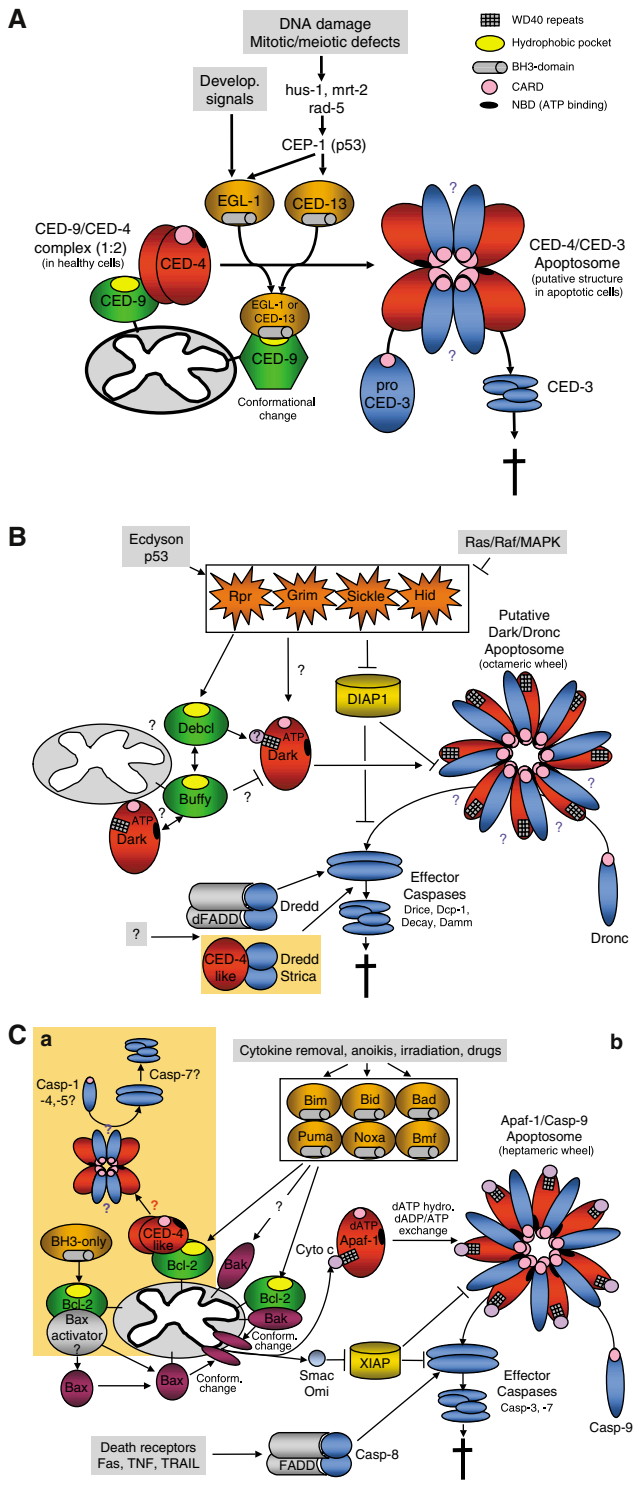 A
DNA damage
Mitotic/meiotic defects
WD40 repeats
Hydrophobic pocket
BH3-domain
CARD
NBD (ATP binding)
Develop.
signals
hus-1, mrt-2
rad-5
CEP-1 (p53)
EGL-1
CED-13
?
CED-9/CED-4
complex (1:2)
(in healthy cells)
CED-4
CED-9
EGL-1 or
CED-13
CED-9
Conformational
change
CED-4/CED-3
Apoptosome
(putative structure
in apoptotic cells)
?
pro
CED-3
CED-3
B
Ecdyson
p53
Ras/Raf/MAPK
Rpr
Grim
Sickle
Hid
Putative
Dark/Dronc
Apoptosome
(octameric wheel)
?
DIAP1
?
Debcl
?
ATP
Dark
Buffy
?
?
ATP
Dark
?
?
?
?
?
Effector
Caspases
Drice, Dcp-1,
Decay, Damm
Dronc
dFADD
Dredd
?
CED-4
like
Dredd
Strica
C
a
b
Cytokine removal, anoikis, irradiation, drugs
Casp-7?
Casp-1
-4,-5?
Bim
Bid
Bad
Puma
Noxa
Bmf
Apaf-1/Casp-9
Apoptosome
(heptameric wheel)
?
?
?
?
CED-4
like
Bcl-2
BH3-only
Bcl-2
Bax
activator
?
Bak
Bcl-2
Bak
Conform.
change
Cyto c
dATP
Apaf-1
dATP hydro.
dADP/ATP
exchange
Bax
Bax
Conform.
change
Smac
Omi
XIAP
Effector
Caspases
Casp-3, -7
Casp-9
Death receptors
Fas, TNF, TRAIL
FADD
Casp-8